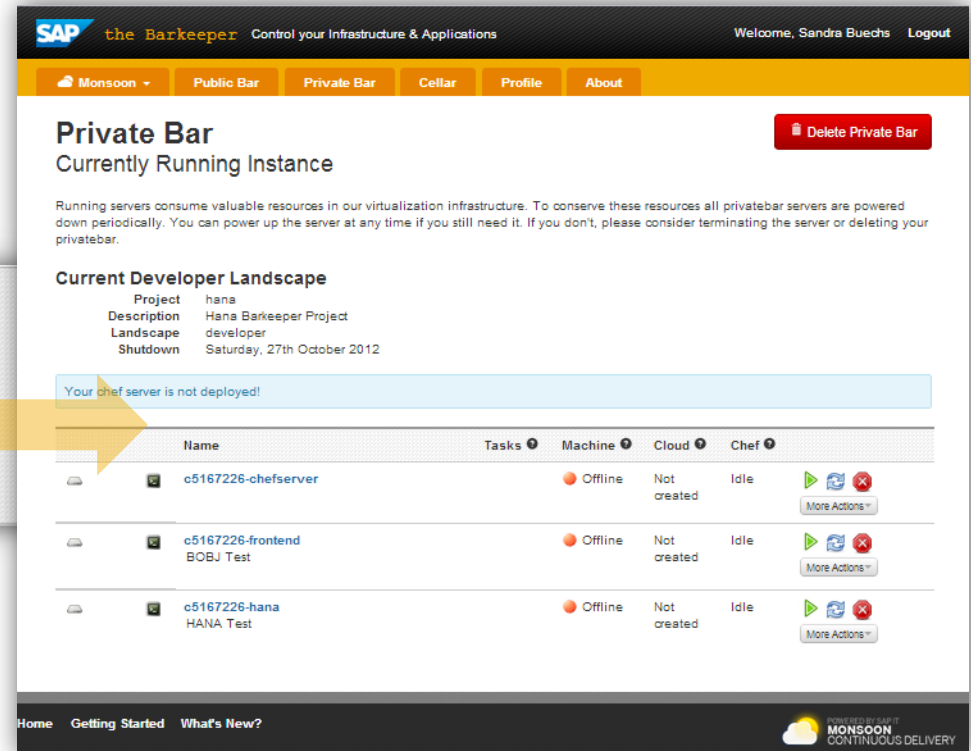 SAP the Barkeeper Control your Infrastructure & Applications Welcome, Sandra Buechs Logout
Monsoon Public Bar Private Bar Cellar Profile About
Private Bar
Delete Private Bar
Currently Running Instance
Running servers consume valuable resources in our virtualization infrastructure. To conserve these resources all privatebar servers are powered
down periodically. You can power up the server at any time if you still need it. If you don't, please consider terminating the server or deleting your
privatebar.
Current Developer Landscape
Project hana
Description Hana Barkeeper Project
Landscape developer
Shutdown Saturday, 27th October 2012
Your chef server is not deployed!
Name Tasks ? Machine ? Cloud ? Chef ?
c5167226-chefserver Offline Not created Idle
More Actions
c5167226-frontend Offline Not created Idle
BOBJ Test
More Actions
c5167226-hana Offline Not created Idle
HANA Test
More Actions
Home Getting Started What's New?
POWERED BY SAP IT
MONSOON
CONTINUOUS DELIVERY